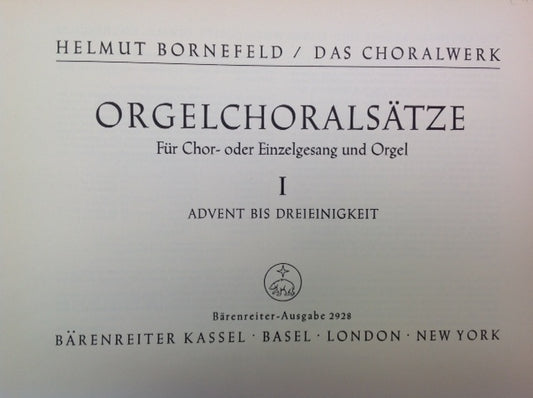 HELMUT BORNEFELD / DAS CHORALWERK
ORGELCHORALSÄTZE
Für Chor- oder Einzelgesang und Orgel
I
ADVENT BIS DREIEINIGKEIT
Bärenreiter-Ausgabe 2928
BÄRENREITER KASSEL · BASEL · LONDON · NEW YORK